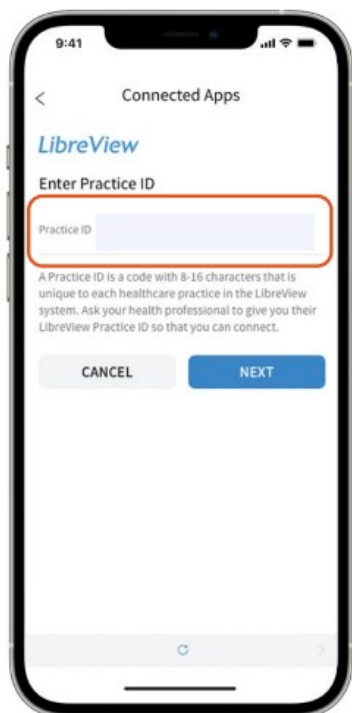 9:41
< Connected Apps
LibreView
Enter Practice ID
Practice ID
A Practice ID is a code with 8-16 characters that is
unique to each healthcare practice in the LibreView
system. Ask your health professional to give you their
LibreView Practice ID so that you can connect.
CANCEL NEXT